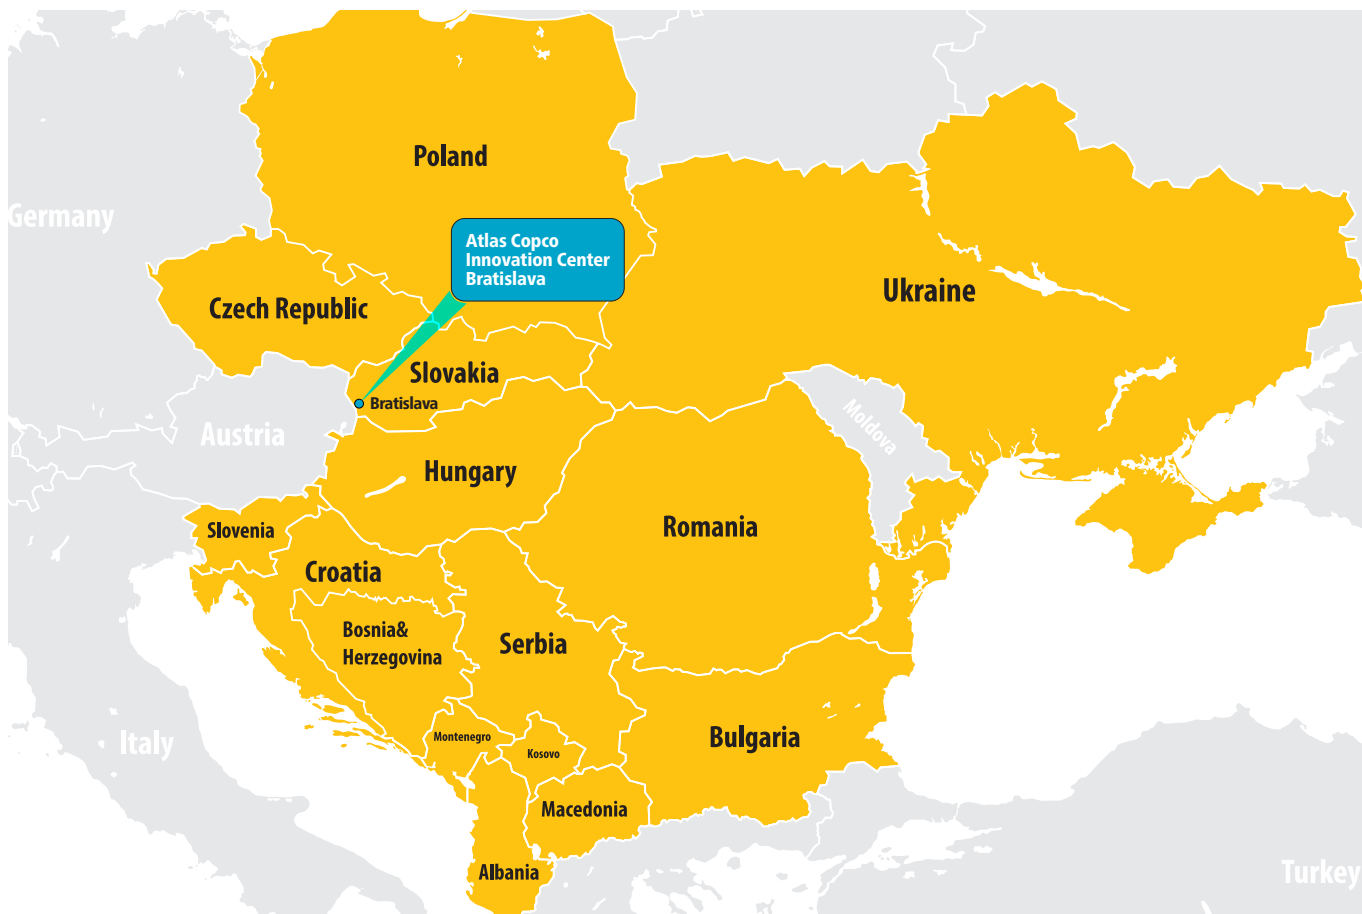 Poland
Germany
Atlas Copco
Innovation Center
Bratislava
Czech Republic
Ukraine
Slovakia
Bratislava
Austria
Moldova
Hungary
Slovenia
Romania
Croatia
Bosnia&
Herzegovina
Serbia
Montenegro
Kosovo
Bulgaria
Italy
Macedonia
Albania
Turkey